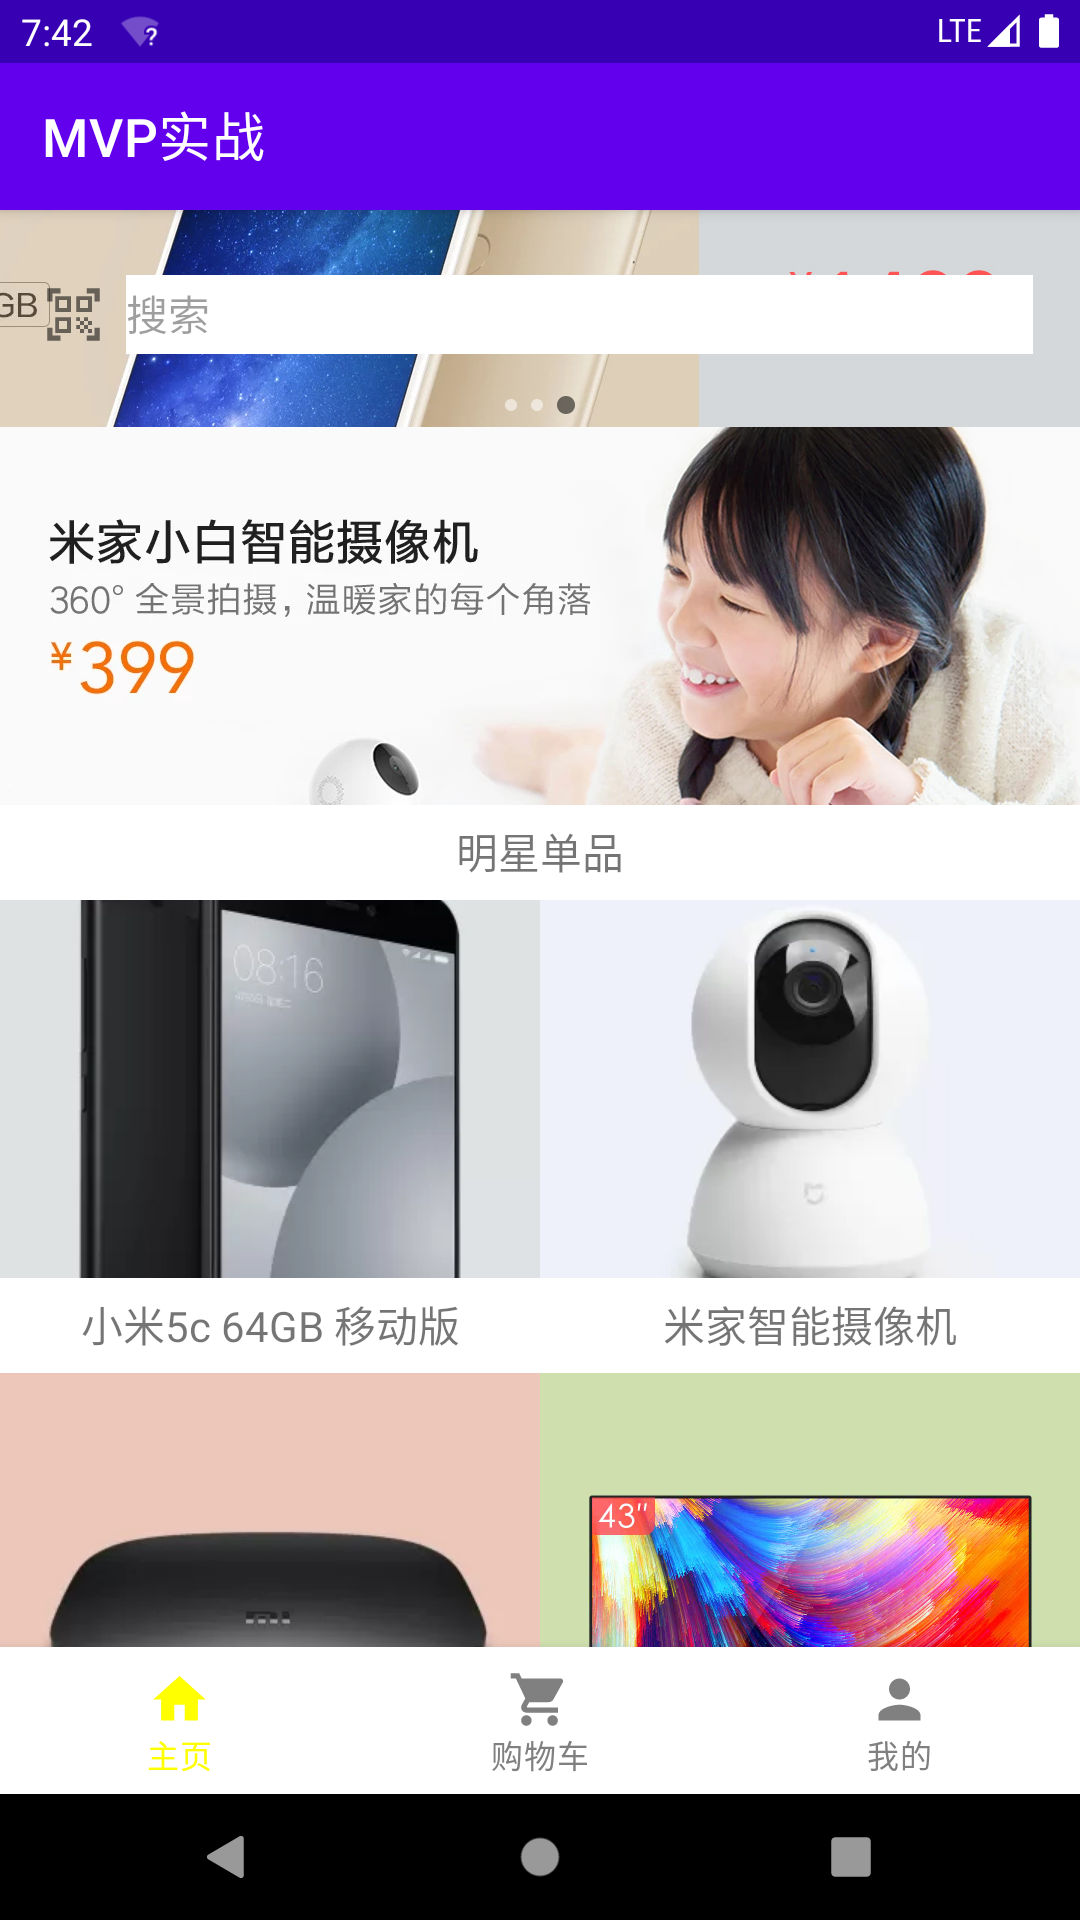 7:42
LTE
MVP实战
GB
搜索
米家小白智能摄像机
360° 全景拍摄，温暖家的每个角落
¥399
明星单品
08:16
小米5c 64GB 移动版
米家智能摄像机
mi
43"
主页
购物车
我的